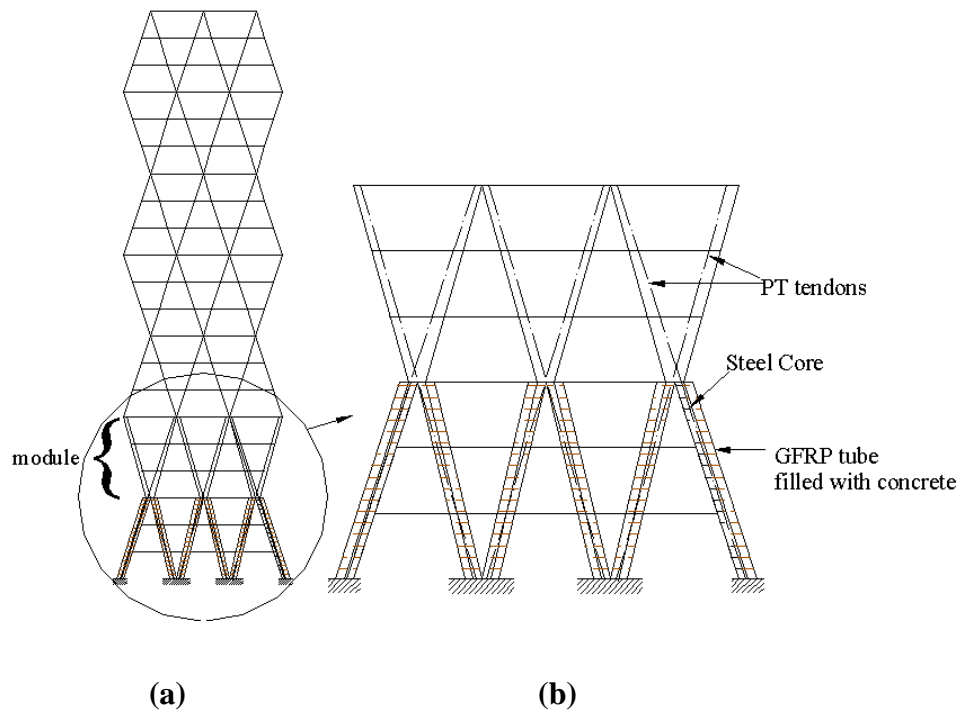 PT tendons
Steel Core
module
GFRP tube
filled with concrete
(a)
(b)